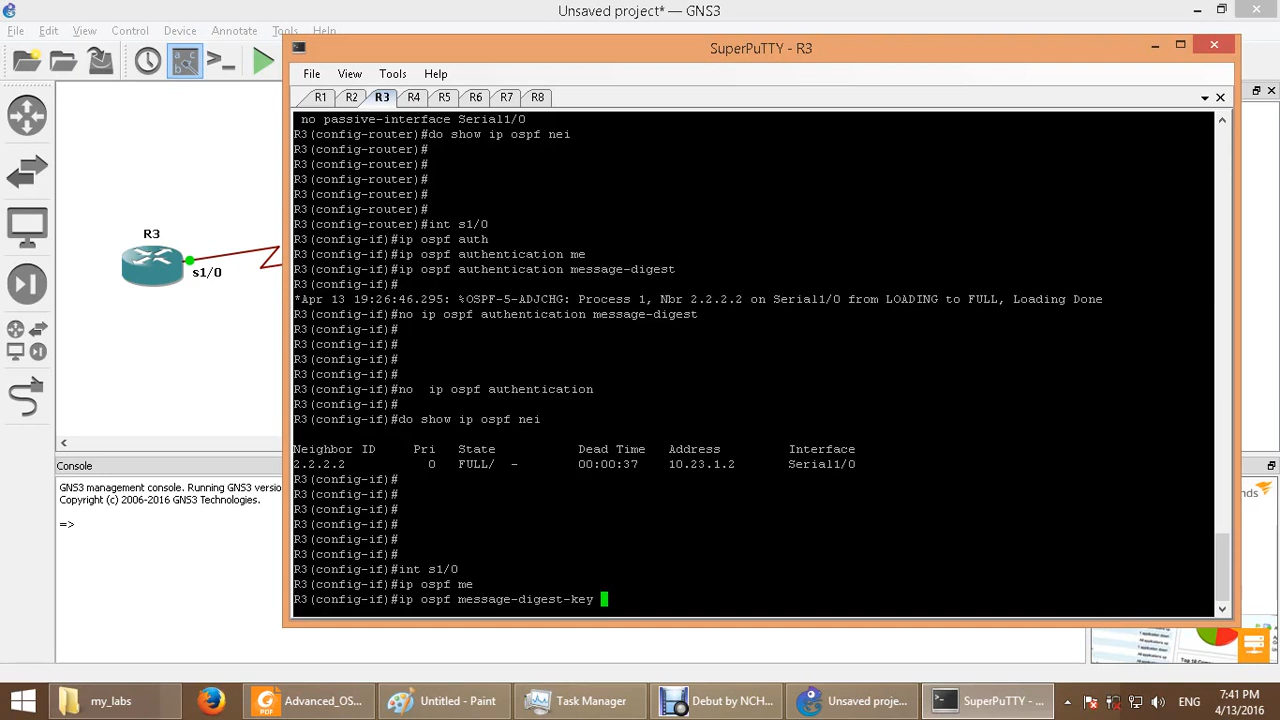 Unsaved project* — GNS3
File Edit View Control Device Annotate Tools Help
SuperPuTTY - R3
File View Tools Help
R1 R2 R3 R4 R5 R6 R7 R8
no passive-interface Serial1/0
R3(config-router)#do show ip ospf nei
R3(config-router)#
R3(config-router)#
R3(config-router)#
R3(config-router)#
R3(config-router)#
R3(config-router)#int s1/0
R3(config-if)#ip ospf auth
R3(config-if)#ip ospf authentication me
R3(config-if)#ip ospf authentication message-digest
R3(config-if)#
*Apr 13 19:26:46.295: %OSPF-5-ADJCHG: Process 1, Nbr 2.2.2.2 on Serial1/0 from LOADING to FULL, Loading Done
R3(config-if)#no ip ospf authentication message-digest
R3(config-if)#
R3(config-if)#
R3(config-if)#
R3(config-if)#
R3(config-if)#no  ip ospf authentication
R3(config-if)#
R3(config-if)#do show ip ospf nei
Neighbor ID Pri State Dead Time Address Interface
2.2.2.2 0 FULL/ - 00:00:37 10.23.1.2 Serial1/0
R3(config-if)#
R3(config-if)#
R3(config-if)#
R3(config-if)#
R3(config-if)#
R3(config-if)#
R3(config-if)#int s1/0
R3(config-if)#ip ospf me
R3(config-if)#ip ospf message-digest-key
R3
s1/0
Console
GNS3 management console. Running GNS3 versio
Copyright (c) 2006-2016 GNS3 Technologies.
=>
nds
my_labs
Advanced_OS...
Untitled - Paint
Task Manager
Debut by NCH...
Unsaved proje...
SuperPuTTY - ...
ENG
7:41 PM
4/13/2016